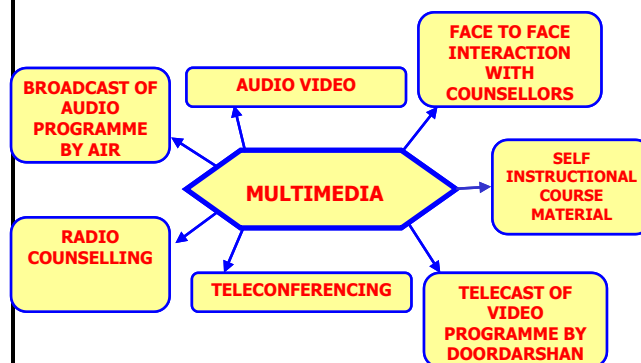 FACE TO FACE
INTERACTION
WITH
COUNSELLORS
AUDIO VIDEO
BROADCAST OF
AUDIO
PROGRAMME
BY AIR
SELF
INSTRUCTIONAL
COURSE
MATERIAL
MULTIMEDIA
RADIO
COUNSELLING
TELECONFERENCING
TELECAST OF
VIDEO
PROGRAMME BY
DOORDARSHAN